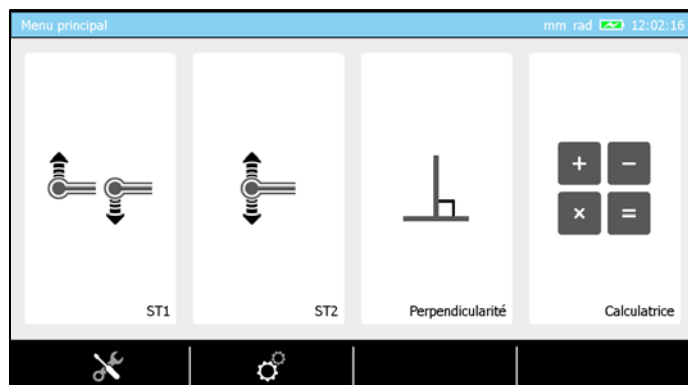 Menu principal
mm rad 12:02:16
ST1
ST2
Perpendicularité
Calculatrice